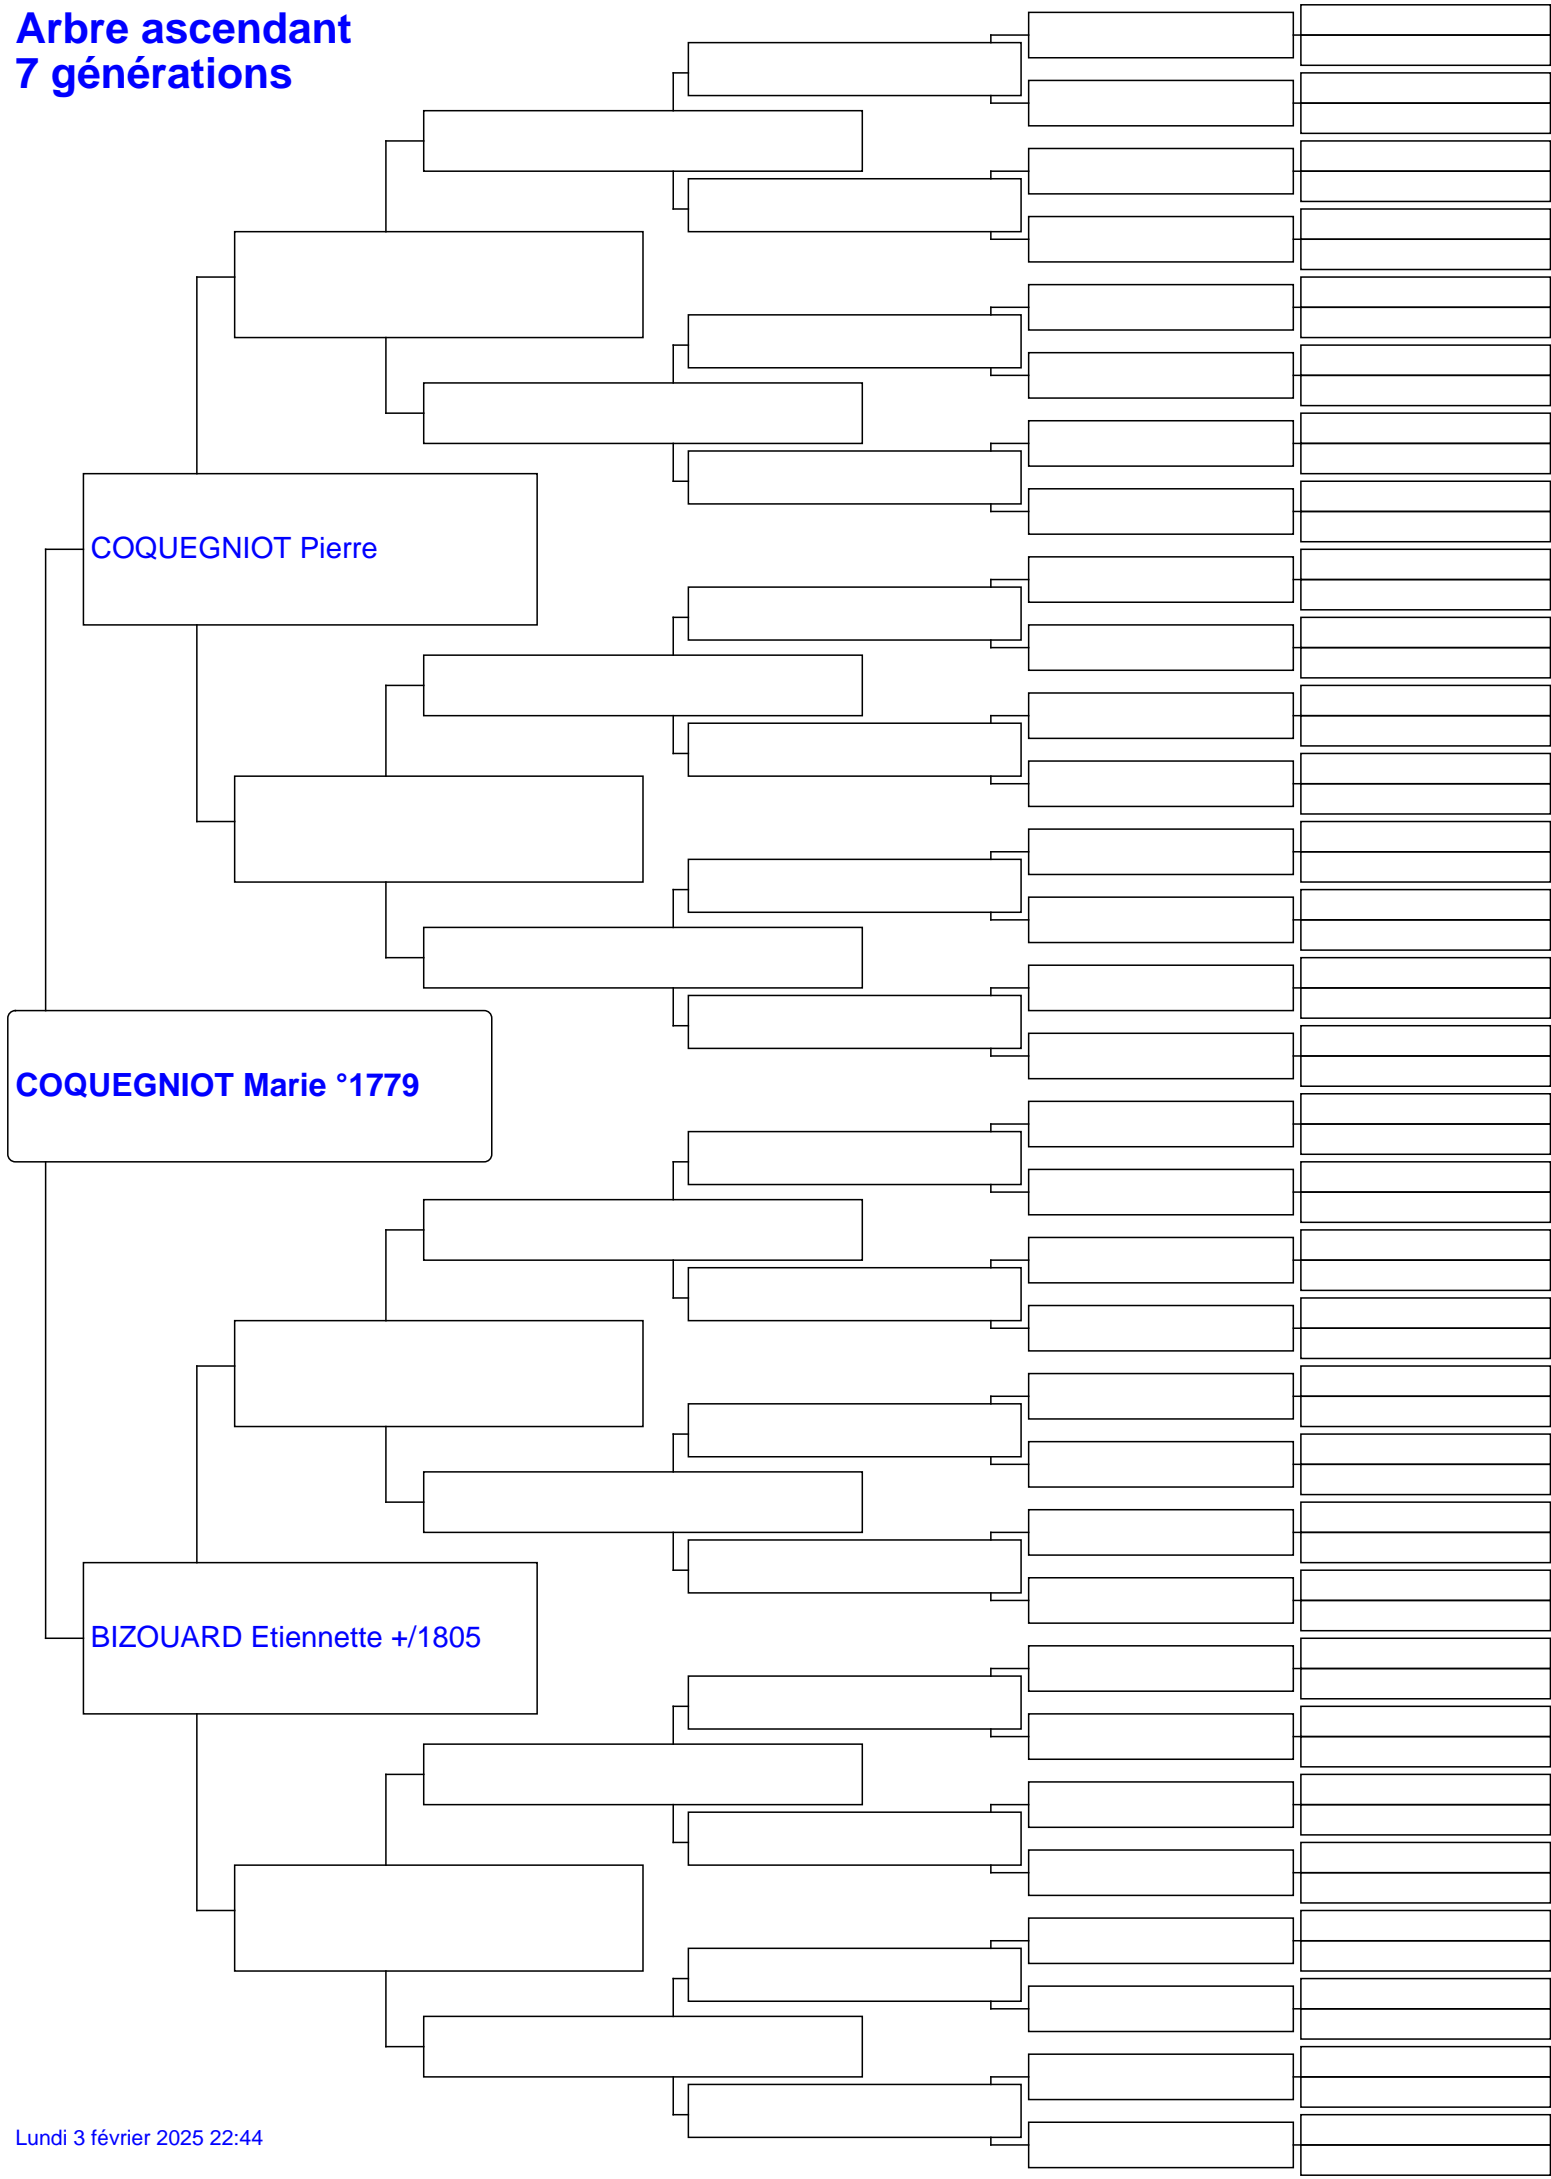 Arbre ascendant
7 générations
COQUEGNIOT Pierre
COQUEGNIOT Marie °1779
BIZOUARD Etiennette +/1805
Lundi 3 février 2025 22:44